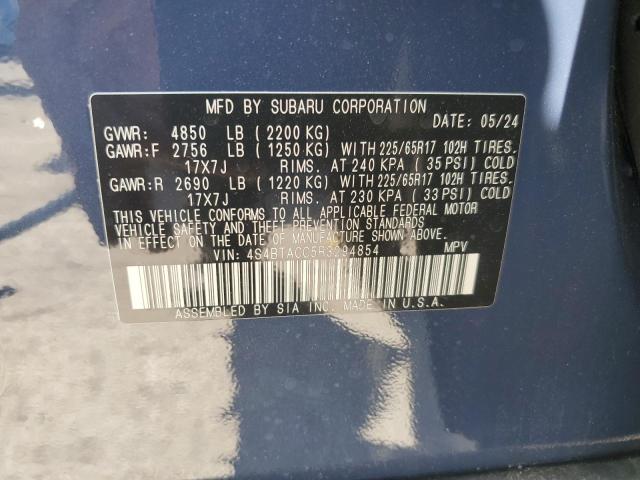 MFD BY SUBARU CORPORATION
DATE: 05/24
GVWR: 4850 LB (2200 KG)
GAWR:F 2756 LB (1250 KG) WITH 225/65R17 102H TIRES.
17X7J RIMS. AT 240 KPA (35 PSI) COLD
GAWR:R 2690 LB (1220 KG) WITH 225/65R17 102H TIRES.
17X7J RIMS. AT 230 KPA (33 PSI) COLD
THIS VEHICLE CONFORMS TO ALL APPLICABLE FEDERAL MOTOR
VEHICLE SAFETY AND THEFT PREVENTION STANDARDS
IN EFFECT ON THE DATE OF MANUFACTURE SHOWN ABOVE.
VIN: 4S4BTACC5R3294854 MPV
ASSEMBLED BY SIA INC. MADE IN U.S.A.